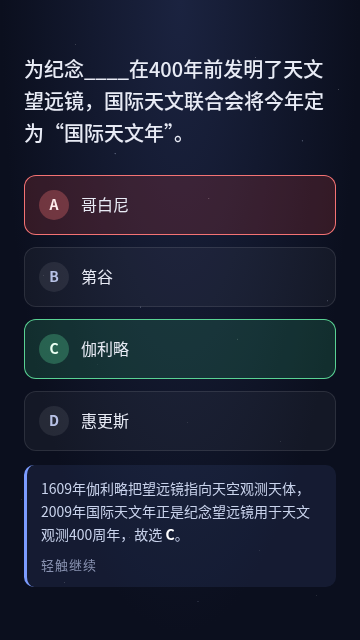 为纪念____在400年前发明了天文
望远镜，国际天文联合会将今年定
为“国际天文年”。
A 哥白尼
B 第谷
C 伽利略
D 惠更斯
1609年伽利略把望远镜指向天空观测天体，
2009年国际天文年正是纪念望远镜用于天文
观测400周年，故选 C。
轻触继续